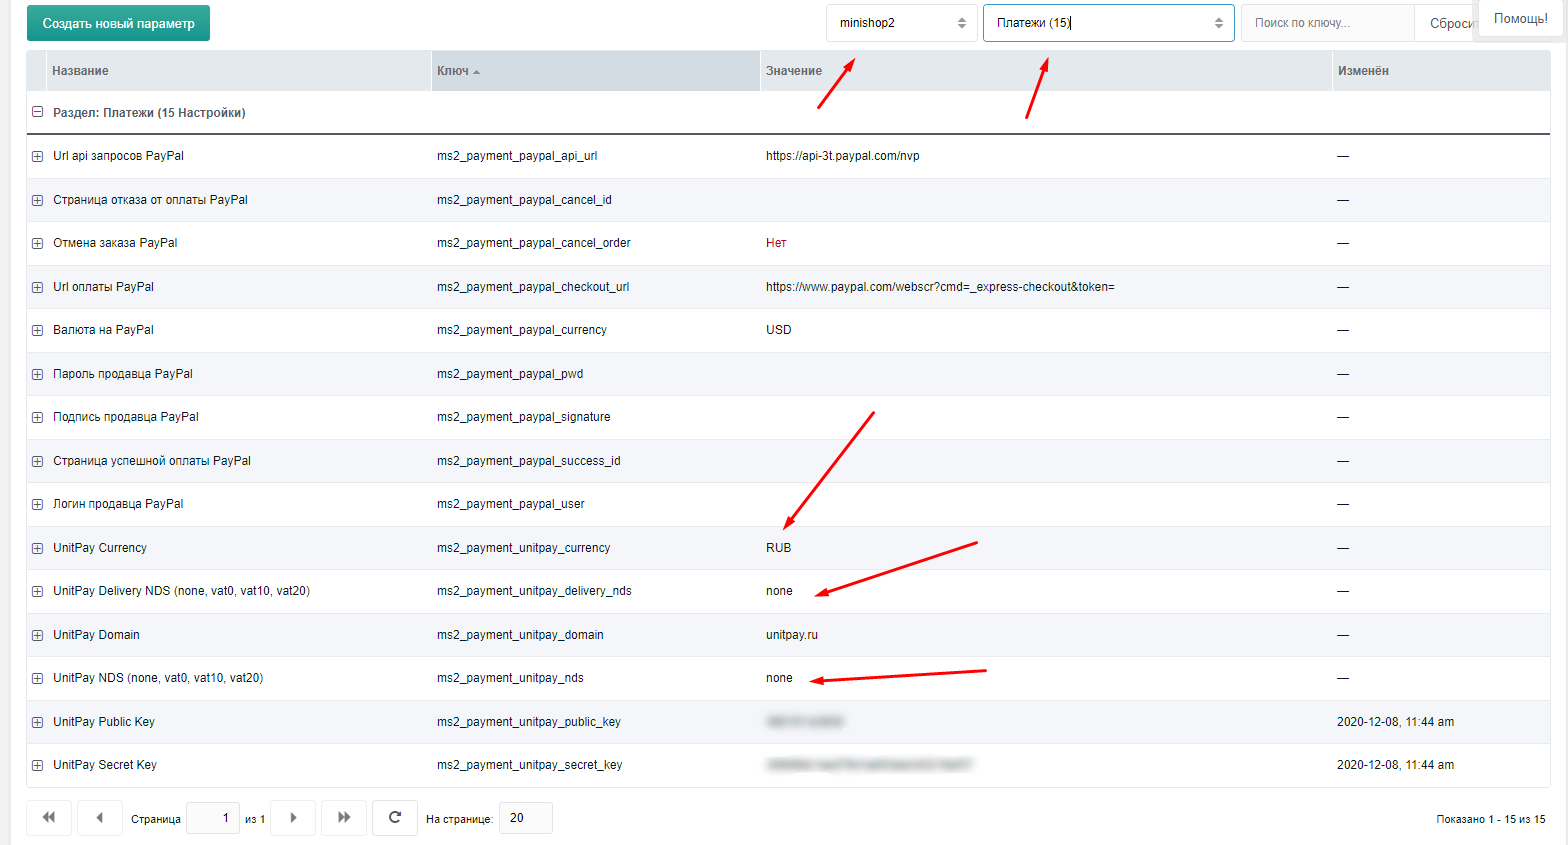 Создать новый параметр
minishop2
Платежи (15)
Поиск по ключу...
Сбросит
Помощь!
Название Ключ Значение Изменён
Раздел: Платежи (15 Настройки)
Url api запросов PayPal ms2_payment_paypal_api_url https://api-3t.paypal.com/nvp —
Страница отказа от оплаты PayPal ms2_payment_paypal_cancel_id —
Отмена заказа PayPal ms2_payment_paypal_cancel_order Нет —
Url оплаты PayPal ms2_payment_paypal_checkout_url https://www.paypal.com/webscr?cmd=_express-checkout&token= —
Валюта на PayPal ms2_payment_paypal_currency USD —
Пароль продавца PayPal ms2_payment_paypal_pwd —
Подпись продавца PayPal ms2_payment_paypal_signature —
Страница успешной оплаты PayPal ms2_payment_paypal_success_id —
Логин продавца PayPal ms2_payment_paypal_user —
UnitPay Currency ms2_payment_unitpay_currency RUB —
UnitPay Delivery NDS (none, vat0, vat10, vat20) ms2_payment_unitpay_delivery_nds none —
UnitPay Domain ms2_payment_unitpay_domain unitpay.ru —
UnitPay NDS (none, vat0, vat10, vat20) ms2_payment_unitpay_nds none —
UnitPay Public Key ms2_payment_unitpay_public_key 2020-12-08, 11:44 am
UnitPay Secret Key ms2_payment_unitpay_secret_key 2020-12-08, 11:44 am
Страница 1 из 1 На странице: 20 Показано 1 - 15 из 15